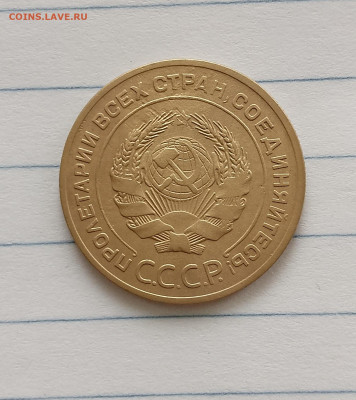 COINS.LAVE.RU
ПРОЛЕТАРИИ ВСЕХ СТРАН, СОЕДИНЯЙТЕСЬ!
С.С.С.Р.